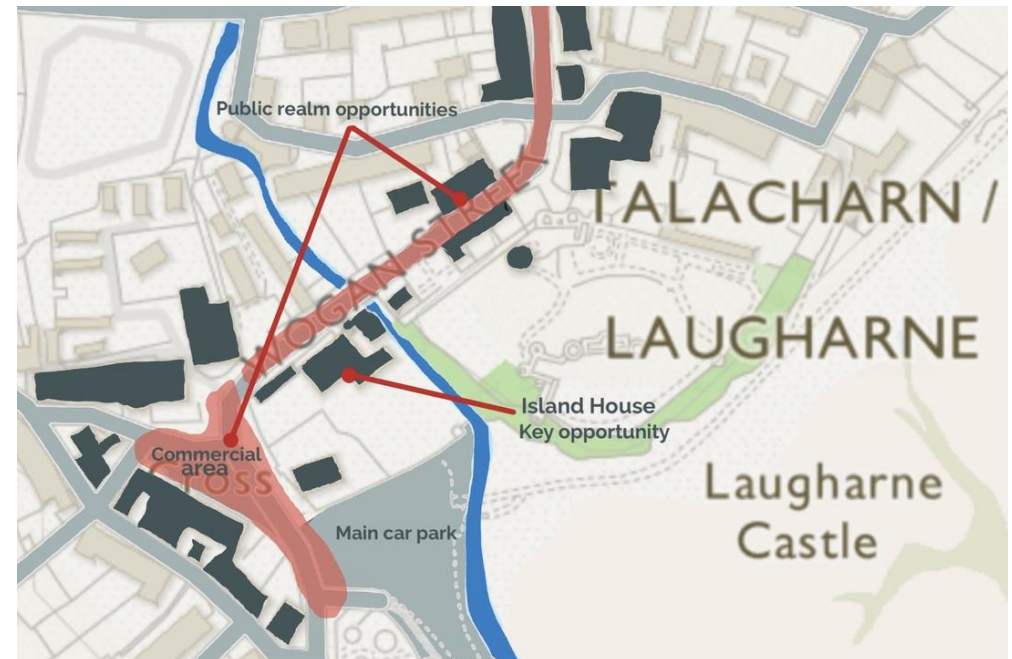 Public realm opportunities
WOGAN STREET
TALACHARN /
LAUGHARNE
Island House
Key opportunity
Commercial
area
Laugharne
Castle
Main car park